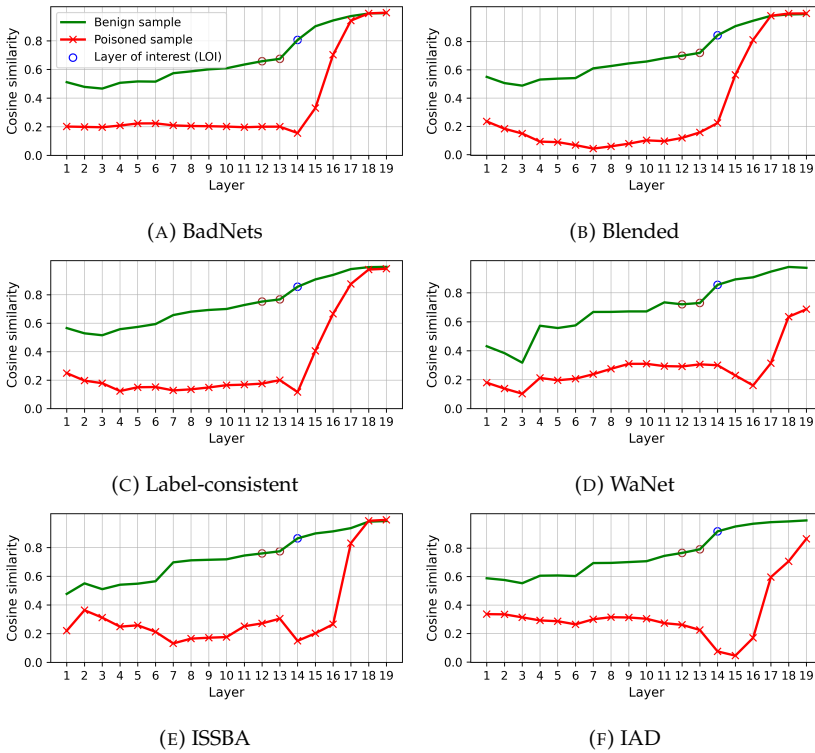 Benign sample
Poisoned sample
Layer of interest (LOI)
Cosine similarity
0.8
0.6
0.4
0.2
0.0
1 2 3 4 5 6 7 8 9 10 11 12 13 14 15 16 17 18 19
Layer
(A) BadNets
Cosine similarity
0.8
0.6
0.4
0.2
0.0
1 2 3 4 5 6 7 8 9 10 11 12 13 14 15 16 17 18 19
Layer
(B) Blended
Cosine similarity
0.8
0.6
0.4
0.2
0.0
1 2 3 4 5 6 7 8 9 10 11 12 13 14 15 16 17 18 19
Layer
(C) Label-consistent
Cosine similarity
0.8
0.6
0.4
0.2
0.0
1 2 3 4 5 6 7 8 9 10 11 12 13 14 15 16 17 18 19
Layer
(D) WaNet
Cosine similarity
0.8
0.6
0.4
0.2
0.0
1 2 3 4 5 6 7 8 9 10 11 12 13 14 15 16 17 18 19
Layer
(E) ISSBA
Cosine similarity
0.8
0.6
0.4
0.2
0.0
1 2 3 4 5 6 7 8 9 10 11 12 13 14 15 16 17 18 19
Layer
(F) IAD